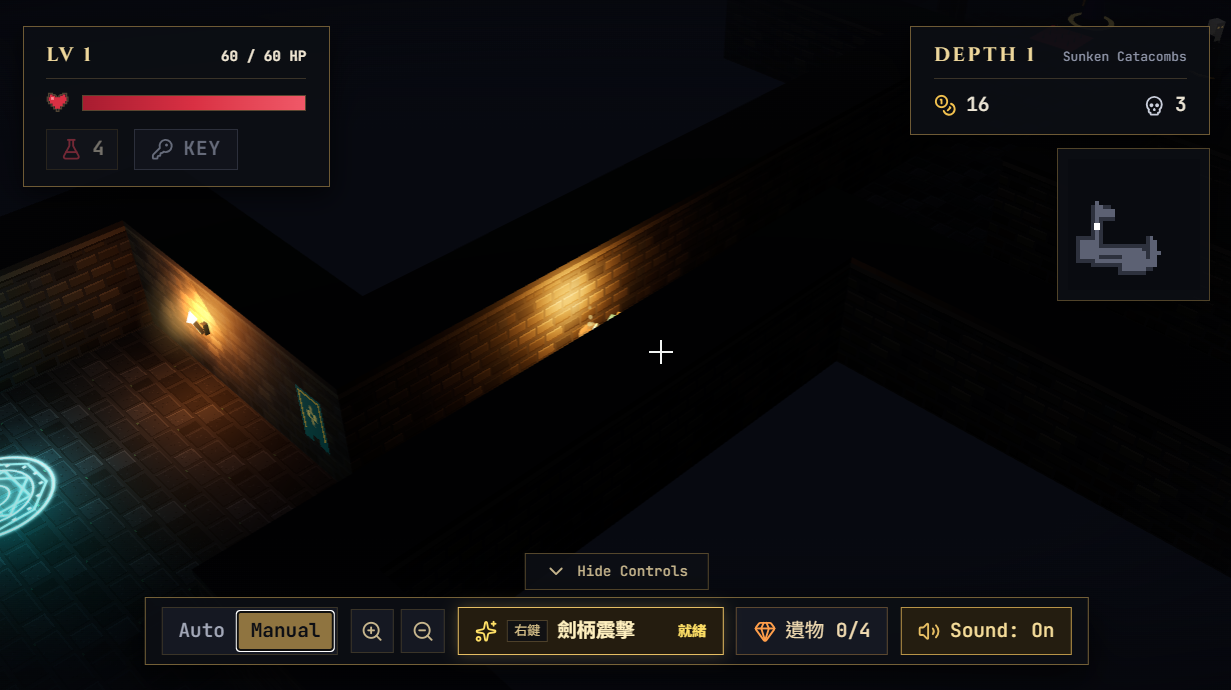 LV 1
60 / 60 HP
4
KEY
DEPTH 1
Sunken Catacombs
16
3
Hide Controls
Auto
Manual
右鍵
劍柄震擊
就緒
遺物 0/4
Sound: On